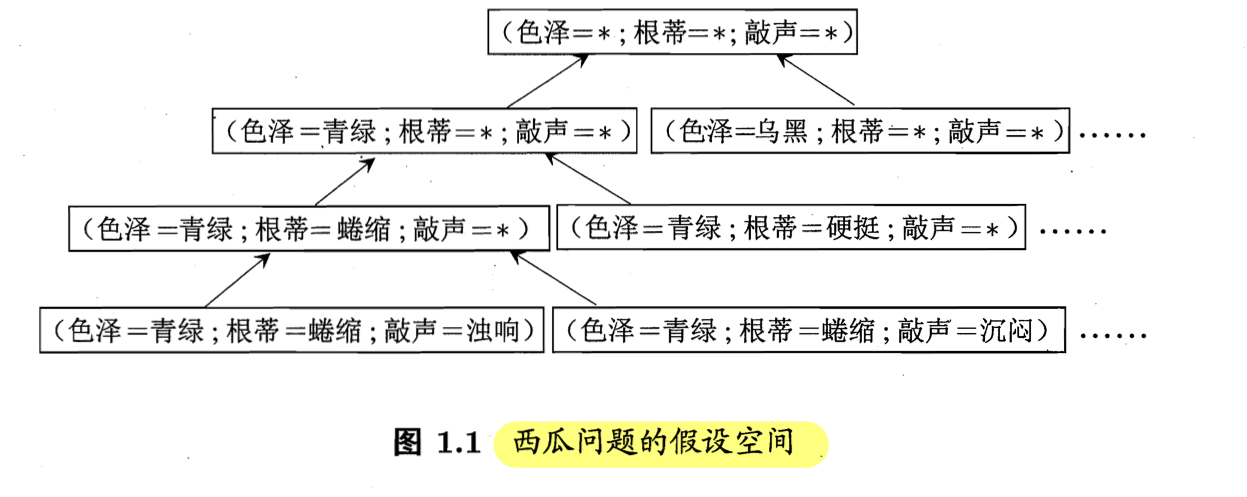 (色泽=*;根蒂=*;敲声=*)
(色泽=青绿;根蒂=*;敲声=*) (色泽=乌黑;根蒂=*;敲声=*) ······
(色泽=青绿;根蒂=蜷缩;敲声=*) (色泽=青绿;根蒂=硬挺;敲声=*) ······
(色泽=青绿;根蒂=蜷缩;敲声=浊响) (色泽=青绿;根蒂=蜷缩;敲声=沉闷) ······
图 1.1 西瓜问题的假设空间